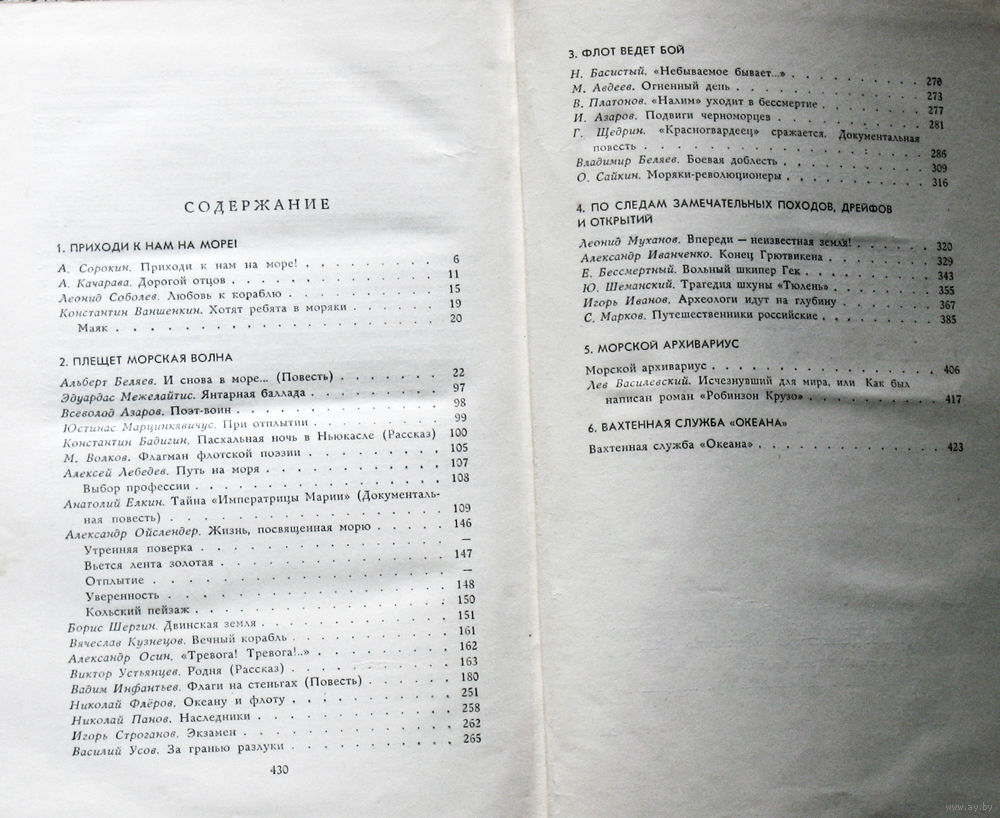 СОДЕРЖАНИЕ
1. ПРИХОДИ К НАМ НА МОРЕ!
А. Сорокин. Приходи к нам на море! . . . . . . . . . 6
А. Качарава. Дорогой отцов . . . . . . . . . 11
Леонид Соболев. Любовь к кораблю . . . . . . . . . 15
Константин Ваншенкин. Хотят ребята в моряки . . . . . 19
Маяк . . . . . . . . . 20
2. ПЛЕЩЕТ МОРСКАЯ ВОЛНА
Альберт Беляев. И снова в море... (Повесть) . . . . . . 22
Эдуардас Межелайтис. Янтарная баллада . . . . . . 97
Всеволод Азаров. Поэт-воин . . . . . . . . . 98
Юстинас Марцинкявичус. При отплытии . . . . . . 99
Константин Бадигин. Пасхальная ночь в Ньюкасле (Рассказ) 100
М. Волков. Флагман флотской поэзии . . . . . . 105
Алексей Лебедев. Путь на моря . . . . . . . . . 107
Выбор профессии . . . . . . . . . 108
Анатолий Елкин. Тайна «Императрицы Марии» (Документаль-
ная повесть) . . . . . . . . . 109
Александр Ойслендер. Жизнь, посвященная морю . . . . . 146
Утренняя поверка . . . . . . . . . —
Вьется лента золотая . . . . . . . . . 147
Отплытие . . . . . . . . . —
Уверенность . . . . . . . . . 148
Кольский пейзаж . . . . . . . . . 150
Борис Шергин. Двинская земля . . . . . . . . . 151
Вячеслав Кузнецов. Вечный корабль . . . . . . . . . 161
Александр Осин. «Тревога! Тревога!..» . . . . . . . 162
Виктор Устьянцев. Родня (Рассказ) . . . . . . . . 163
Вадим Инфантьев. Флаги на стеньгах (Повесть) . . . . . . 180
Николай Флёров. Океану и флоту . . . . . . . . . 251
Николай Панов. Наследники . . . . . . . . . 258
Игорь Строганов. Экзамен . . . . . . . . . 262
Василий Усов. За гранью разлуки . . . . . . . . . 265
430
3. ФЛОТ ВЕДЕТ БОЙ
Н. Басистый. «Небываемое бывает...» . . . . . . . . . 270
М. Авдеев. Огненный день . . . . . . . . . 273
В. Платонов. «Налим» уходит в бессмертие . . . . . . 277
И. Азаров. Подвиги черноморцев . . . . . . . . . 281
Г. Щедрин. «Красногвардеец» сражается. Документальная
повесть . . . . . . . . . 286
Владимир Беляев. Боевая доблесть . . . . . . . . . 309
О. Сайкин. Моряки-революционеры . . . . . . . . . 316
4. ПО СЛЕДАМ ЗАМЕЧАТЕЛЬНЫХ ПОХОДОВ, ДРЕЙФОВ
И ОТКРЫТИЙ
Леонид Муханов. Впереди — неизвестная земля! . . . . . 320
Александр Иванченко. Конец Грютвикена . . . . . . 329
Е. Бессмертный. Вольный шкипер Гек . . . . . . . . 343
Ю. Шеманский. Трагедия шхуны «Тюлень» . . . . . . 355
Игорь Иванов. Археологи идут на глубину . . . . . . 367
С. Марков. Путешественники российские . . . . . . . 385
5. МОРСКОЙ АРХИВАРИУС
Морской архивариус . . . . . . . . . 406
Лев Василевский. Исчезнувший для мира, или Как был
написан роман «Робинзон Крузо» . . . . . . . . . 417
6. ВАХТЕННАЯ СЛУЖБА «ОКЕАНА»
Вахтенная служба «Океана» . . . . . . . . . 423
www.ay.by